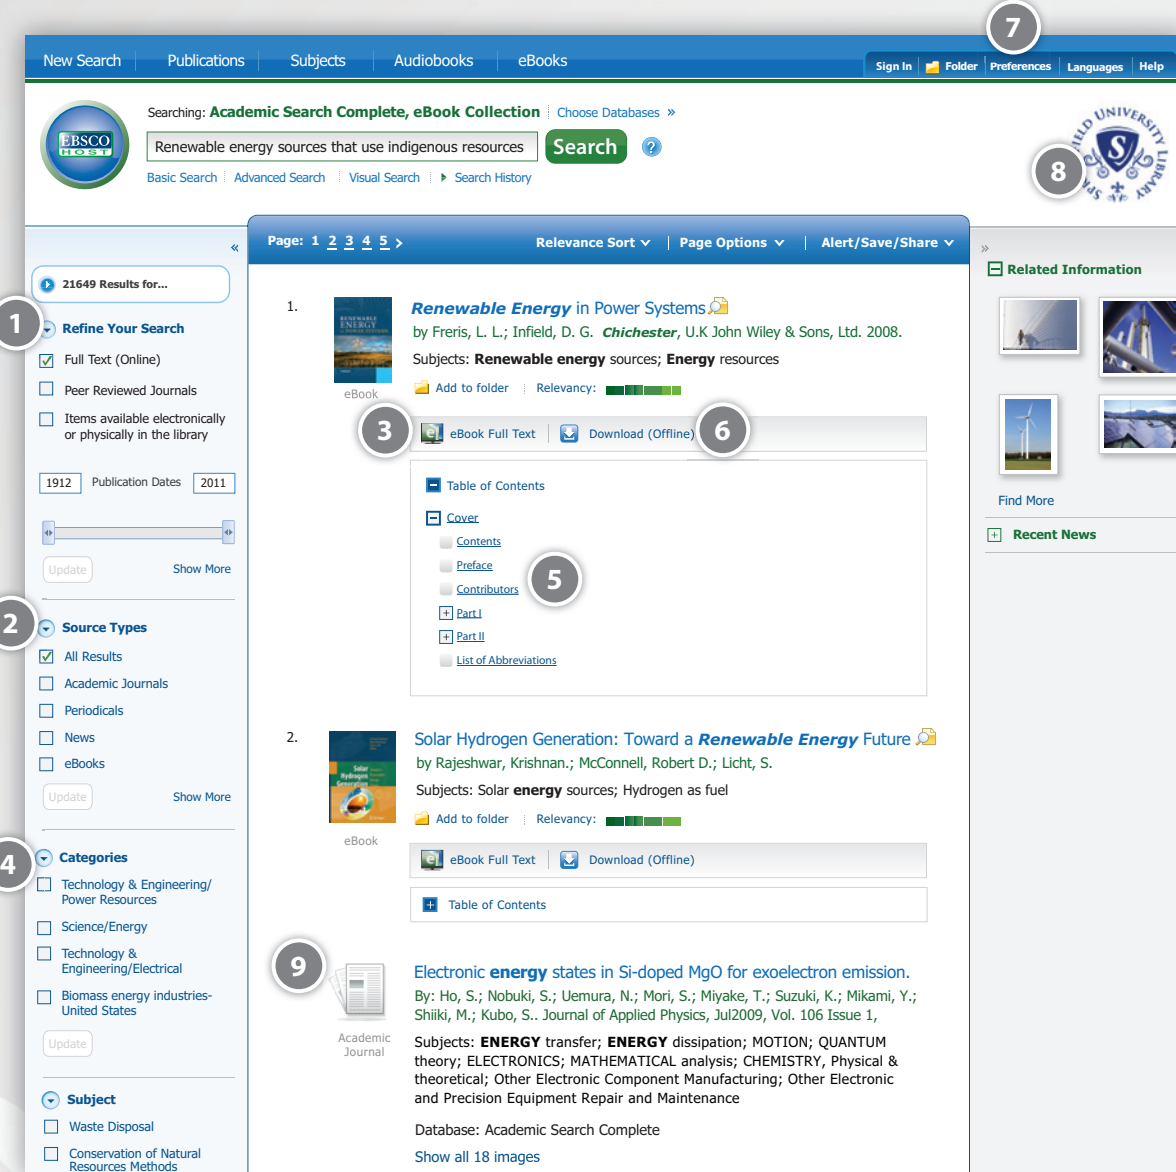 7
New Search Publications Subjects Audiobooks eBooks
Sign In Folder Preferences Languages Help
EBSCO
HOST
Searching: Academic Search Complete, eBook Collection Choose Databases »
Renewable energy sources that use indigenous resources Search ?
Basic Search Advanced Search Visual Search Search History
8
UNIVERSITY LIBRARY
S
«
21649 Results for...
1
Refine Your Search
Full Text (Online)
Peer Reviewed Journals
Items available electronically
or physically in the library
1912 Publication Dates 2011
Update Show More
2
Source Types
All Results
Academic Journals
Periodicals
News
eBooks
Update Show More
4
Categories
Technology & Engineering/
Power Resources
Science/Energy
Technology &
Engineering/Electrical
Biomass energy industries-
United States
Update
Subject
Waste Disposal
Conservation of Natural
Resources Methods
Page: 1 2 3 4 5 >
Relevance Sort Page Options Alert/Save/Share
1.
RENEWABLE
ENERGY
IN POWER SYSTEMS
eBook
Renewable Energy in Power Systems
by Freris, L. L.; Infield, D. G. Chichester, U.K John Wiley & Sons, Ltd. 2008.
Subjects: Renewable energy sources; Energy resources
Add to folder Relevancy:
3
eBook Full Text Download (Offline)
6
Table of Contents
Cover
Contents
Preface
Contributors
5
Part I
Part II
List of Abbreviations
2.
Solar
Hydrogen
Generation
eBook
Solar Hydrogen Generation: Toward a Renewable Energy Future
by Rajeshwar, Krishnan.; McConnell, Robert D.; Licht, S.
Subjects: Solar energy sources; Hydrogen as fuel
Add to folder Relevancy:
eBook Full Text Download (Offline)
Table of Contents
9
Academic
Journal
Electronic energy states in Si-doped MgO for exoelectron emission.
By: Ho, S.; Nobuki, S.; Uemura, N.; Mori, S.; Miyake, T.; Suzuki, K.; Mikami, Y.;
Shiiki, M.; Kubo, S.. Journal of Applied Physics, Jul2009, Vol. 106 Issue 1,
Subjects: ENERGY transfer; ENERGY dissipation; MOTION; QUANTUM
theory; ELECTRONICS; MATHEMATICAL analysis; CHEMISTRY, Physical &
theoretical; Other Electronic Component Manufacturing; Other Electronic
and Precision Equipment Repair and Maintenance
Database: Academic Search Complete
Show all 18 images
»
Related Information
Find More
Recent News